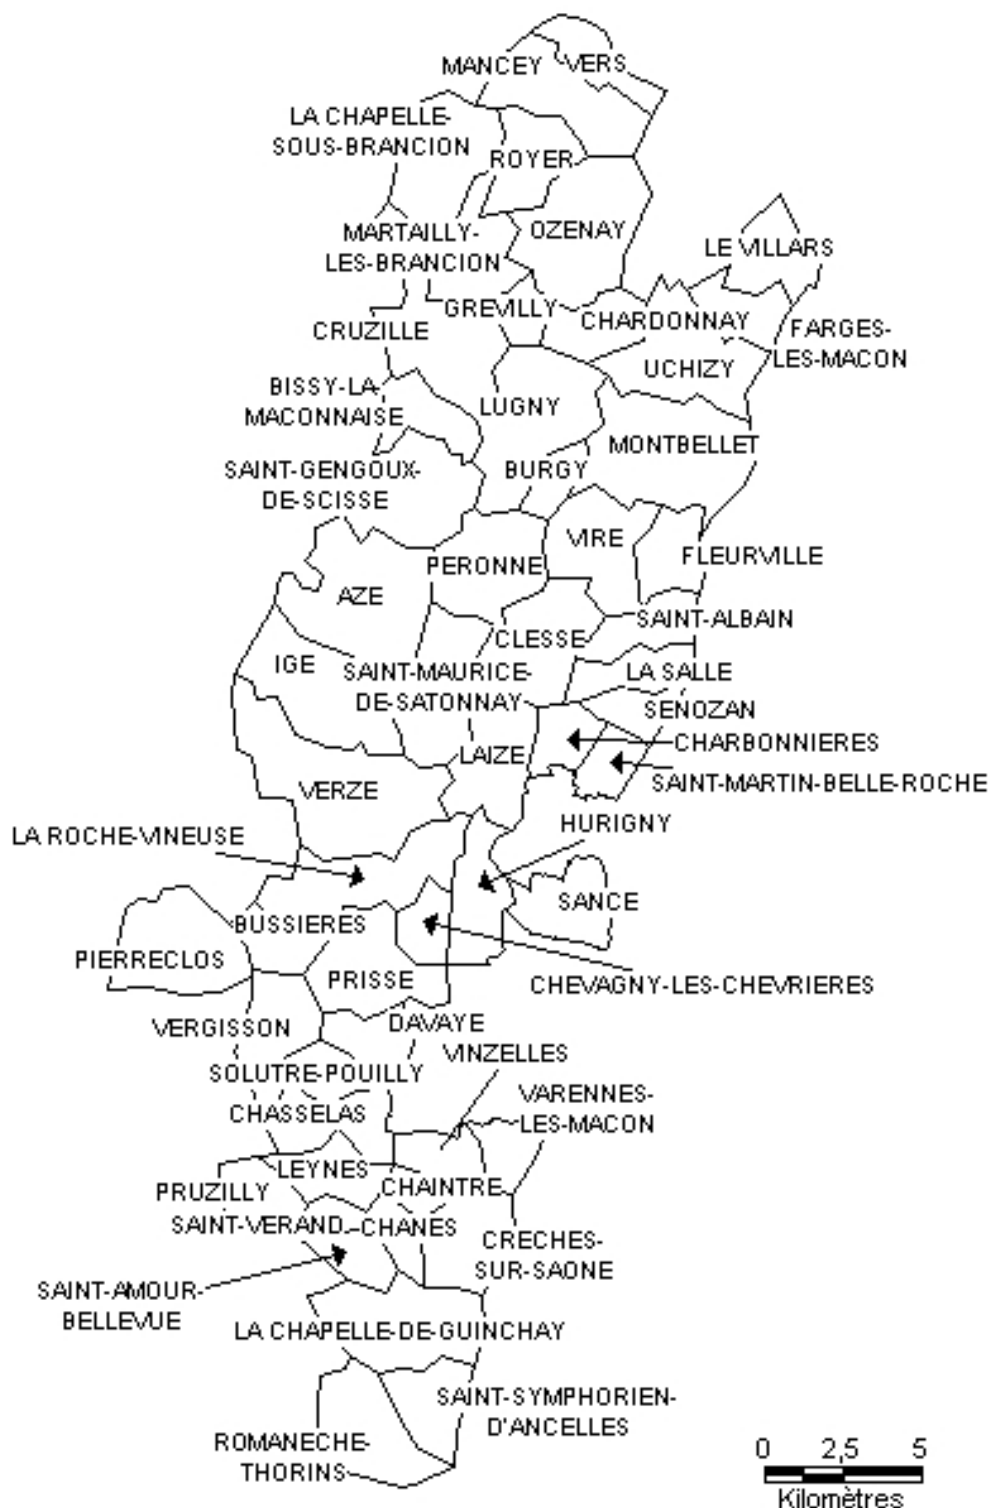 MANCEY
VERS
LA CHAPELLE-
SOUS-BRANCION
ROYER
MARTAILLY-
LES-BRANCION
OZENAY
LE VILLARS
GREVILLY
CHARDONNAY
CRUZILLE
FARGES-
LES-MACON
UCHIZY
BISSY-LA-
MACONNAISE
LUGNY
MONTBELLET
SAINT-GENGOUX-
DE-SCISSE
BURGY
VIRE
FLEURVILLE
PERONNE
AZE
SAINT-ALBAIN
CLESSE
IGE
SAINT-MAURICE-
DE-SATONNAY
LA SALLE
SENOZAN
CHARBONNIERES
LAIZE
SAINT-MARTIN-BELLE-ROCHE
VERZE
HURIGNY
LA ROCHE-VINEUSE
SANCE
BUSSIERES
PIERRECLOS
PRISSE
CHEVAGNY-LES-CHEVRIERES
VERGISSON
DAVAYE
VINZELLES
SOLUTRE-POUILLY
VARENNES-
LES-MACON
CHASSELAS
LEYNES
CHAINTRE
PRUZILLY
SAINT-VERAND
CHANES
CRECHES-
SUR-SAONE
SAINT-AMOUR-
BELLEVUE
LA CHAPELLE-DE-GUINCHAY
SAINT-SYMPHORIEN-
D'ANCELLES
ROMANECHE-
THORINS
0 2,5 5
Kilomètres